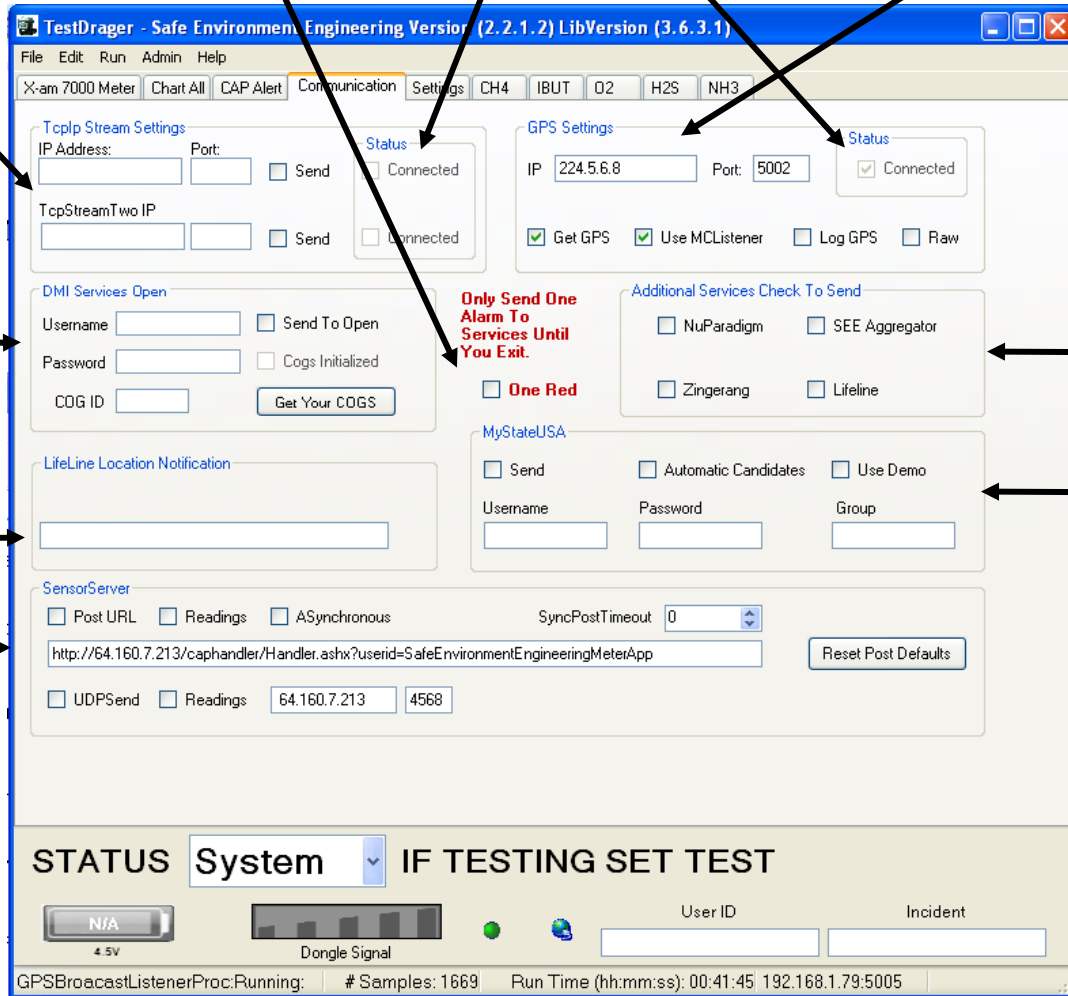 TestDrager - Safe Environment Engineering Version (2.2.1.2) LibVersion (3.6.3.1)
File Edit Run Admin Help
X-am 7000 Meter Chart All CAP Alert Communication Settings CH4 IBUT O2 H2S NH3
TcpIp Stream Settings
IP Address: Port:
Send
Status
Connected
TcpStreamTwo IP
Send
Connected
GPS Settings
IP 224.5.6.8 Port: 5002
Status
Connected
Get GPS Use MCListener Log GPS Raw
DMI Services Open
Username Send To Open
Password Cogs Initialized
COG ID Get Your COGS
Only Send One
Alarm To
Services Until
You Exit.
One Red
Additional Services Check To Send
NuParadigm SEE Aggregator
Zingerang Lifeline
LifeLine Location Notification
MyStateUSA
Send Automatic Candidates Use Demo
Username Password Group
SensorServer
Post URL Readings ASynchronous SyncPostTimeout 0
http://64.160.7.213/caphandler/Handler.ashx?userid=SafeEnvironmentEngineeringMeterApp Reset Post Defaults
UDPSend Readings 64.160.7.213 4568
STATUS System IF TESTING SET TEST
N/A
4.5V
Dongle Signal
User ID Incident
GPSBroacastListenerProc:Running: # Samples: 1669 Run Time (hh:mm:ss): 00:41:45 192.168.1.79:5005